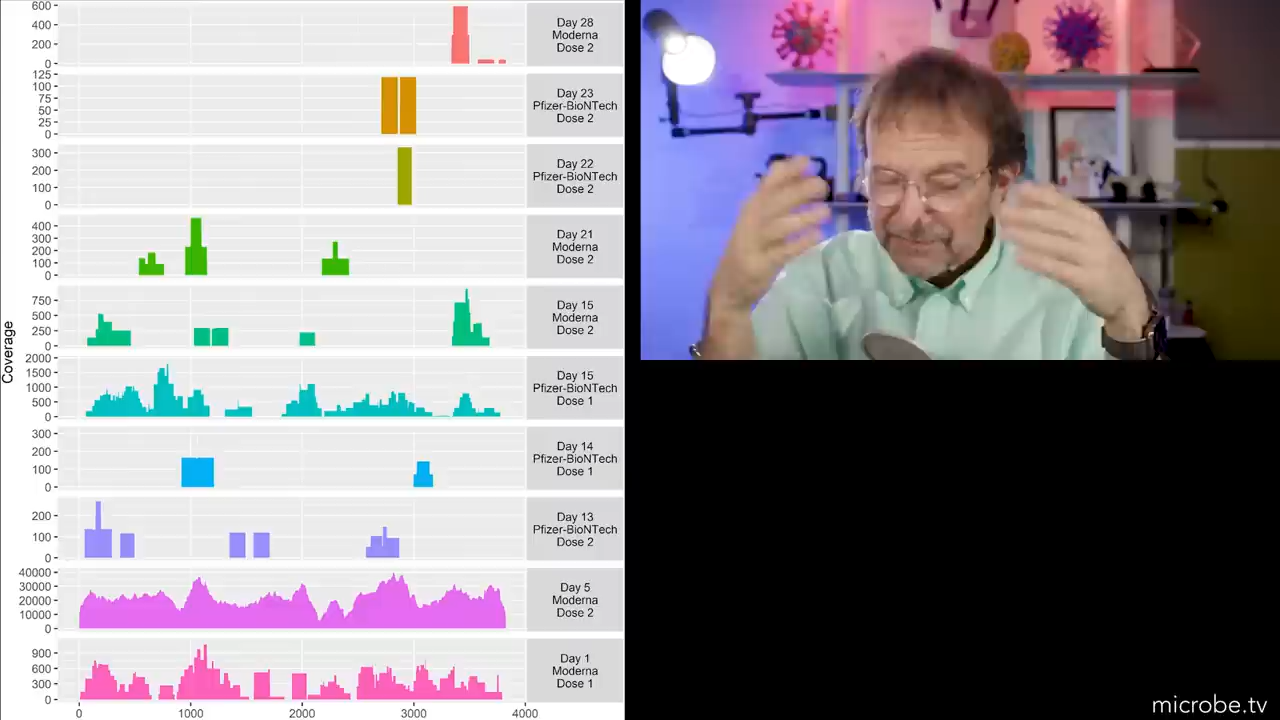 Coverage
600
400
200
0
Day 28
Moderna
Dose 2
125
100
75
50
25
0
Day 23
Pfizer-BioNTech
Dose 2
300
200
100
0
Day 22
Pfizer-BioNTech
Dose 2
400
300
200
100
0
Day 21
Moderna
Dose 2
750
500
250
0
Day 15
Moderna
Dose 2
2000
1500
1000
500
0
Day 15
Pfizer-BioNTech
Dose 1
300
200
100
0
Day 14
Pfizer-BioNTech
Dose 1
200
100
0
Day 13
Pfizer-BioNTech
Dose 2
40000
30000
20000
10000
0
Day 5
Moderna
Dose 2
900
600
300
0
Day 1
Moderna
Dose 1
0 1000 2000 3000 4000
microbe.tv